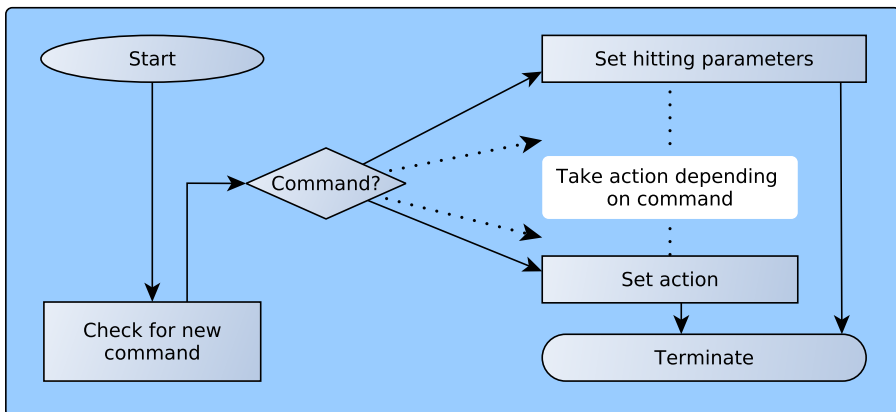 Start
Check for new
command
Command?
Set hitting parameters
Take action depending
on command
Set action
Terminate